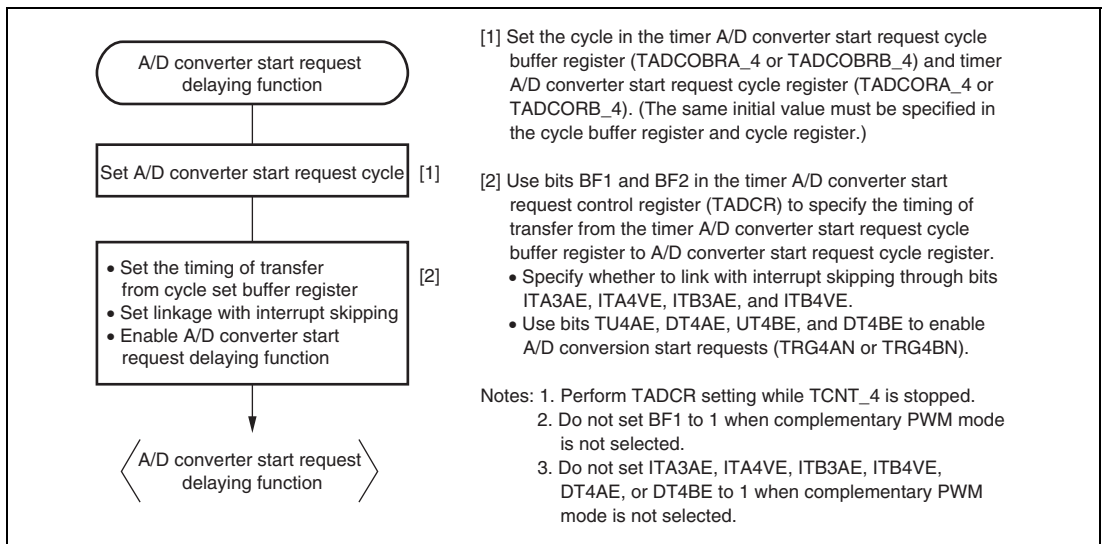 A/D converter start request
delaying function
Set A/D converter start request cycle
[1]
• Set the timing of transfer
from cycle set buffer register
• Set linkage with interrupt skipping
• Enable A/D converter start
request delaying function
[2]
A/D converter start request
delaying function
[1] Set the cycle in the timer A/D converter start request cycle
buffer register (TADCOBRA_4 or TADCOBRB_4) and timer
A/D converter start request cycle register (TADCORA_4 or
TADCORB_4). (The same initial value must be specified in
the cycle buffer register and cycle register.)
[2] Use bits BF1 and BF2 in the timer A/D converter start
request control register (TADCR) to specify the timing of
transfer from the timer A/D converter start request cycle
buffer register to A/D converter start request cycle register.
• Specify whether to link with interrupt skipping through bits
ITA3AE, ITA4VE, ITB3AE, and ITB4VE.
• Use bits TU4AE, DT4AE, UT4BE, and DT4BE to enable
A/D conversion start requests (TRG4AN or TRG4BN).
Notes: 1. Perform TADCR setting while TCNT_4 is stopped.
2. Do not set BF1 to 1 when complementary PWM mode
is not selected.
3. Do not set ITA3AE, ITA4VE, ITB3AE, ITB4VE,
DT4AE, or DT4BE to 1 when complementary PWM
mode is not selected.